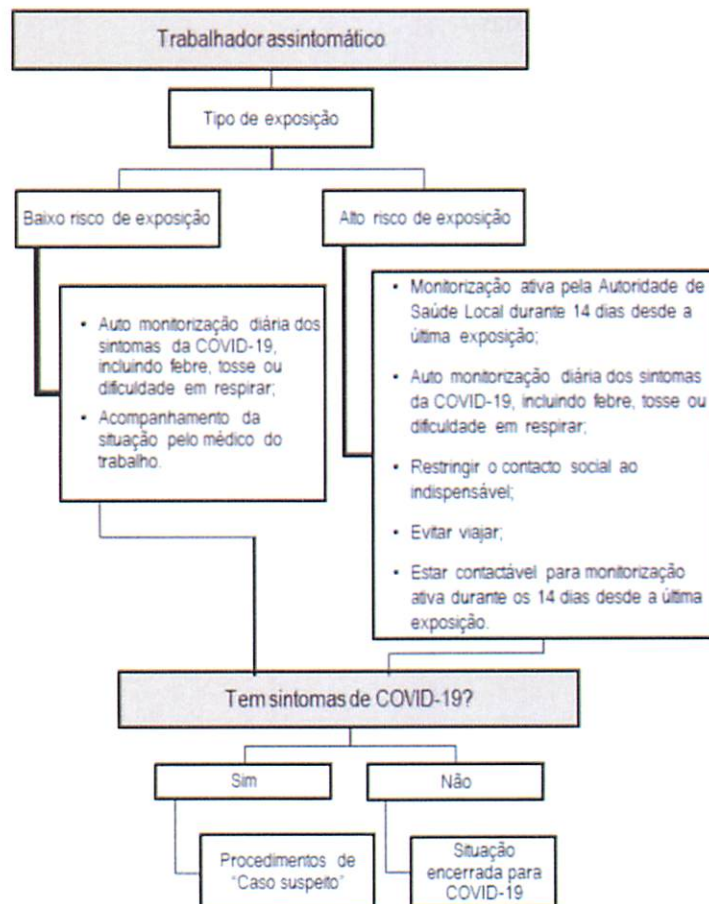 Trabalhador assintomático
Tipo de exposição
Baixo risco de exposição
Alto risco de exposição
• Auto monitorização diária dos
sintomas da COVID-19,
incluindo febre, tosse ou
dificuldade em respirar;
• Acompanhamento da
situação pelo médico do
trabalho.
• Monitorização ativa pela Autoridade de
Saúde Local durante 14 dias desde a
última exposição;
• Auto monitorização diária dos sintomas
da COVID-19, incluindo febre, tosse ou
dificuldade em respirar;
• Restringir o contacto social ao
indispensável;
• Evitar viajar;
• Estar contactável para monitorização
ativa durante os 14 dias desde a última
exposição.
Tem sintomas de COVID-19?
Sim
Não
Procedimentos de
"Caso suspeito"
Situação
encerrada para
COVID-19